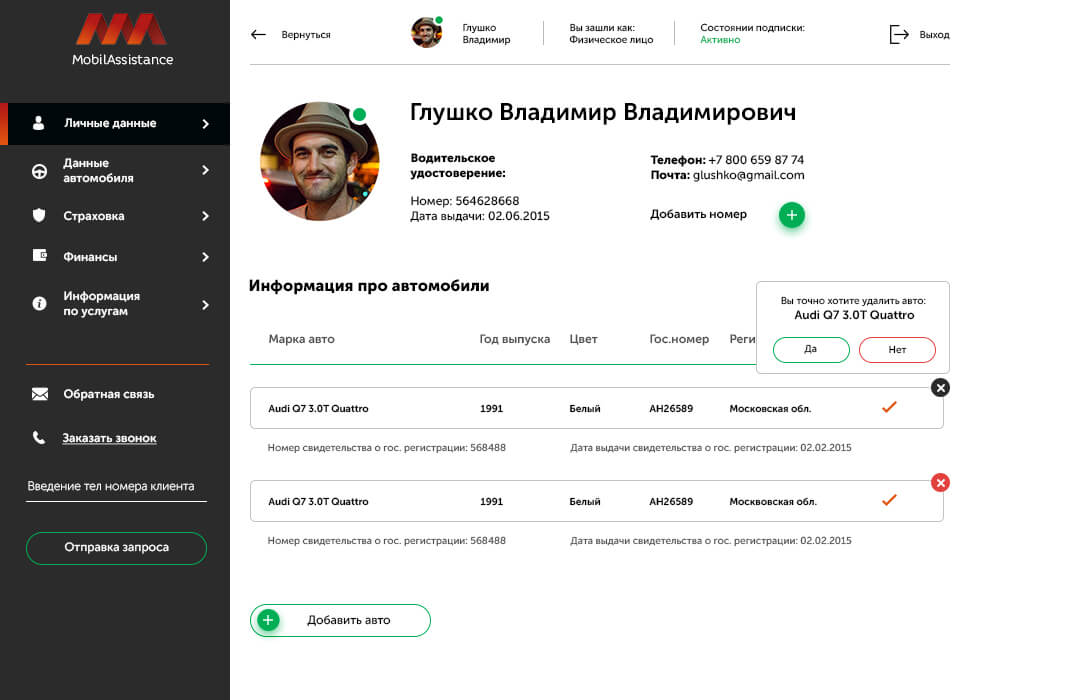 MobilAssistance
Личные данные
Данные
автомобиля
Страховка
Финансы
Информация
по услугам
Обратная связь
Заказать звонок
Введение тел номера клиента
Отправка запроса
Вернуться
Глушко
Владимир
Вы зашли как:
Физическое лицо
Состоянии подписки:
Активно
Выход
Глушко Владимир Владимирович
Водительское
удостоверение:
Номер: 564628668
Дата выдачи: 02.06.2015
Телефон: +7 800 659 87 74
Почта: glushko@gmail.com
Добавить номер
Информация про автомобили
Вы точно хотите удалить авто:
Audi Q7 3.0T Quattro
Да Нет
Марка авто Год выпуска Цвет Гос.номер Реги
Audi Q7 3.0T Quattro 1991 Белый АН26589 Московская обл.
Номер свидетельства о гос. регистрации: 568488 Дата выдачи свидетельства о гос. регистрации: 02.02.2015
Audi Q7 3.0T Quattro 1991 Белый АН26589 Москвовская обл.
Номер свидетельства о гос. регистрации: 568488 Дата выдачи свидетельства о гос. регистрации: 02.02.2015
Добавить авто